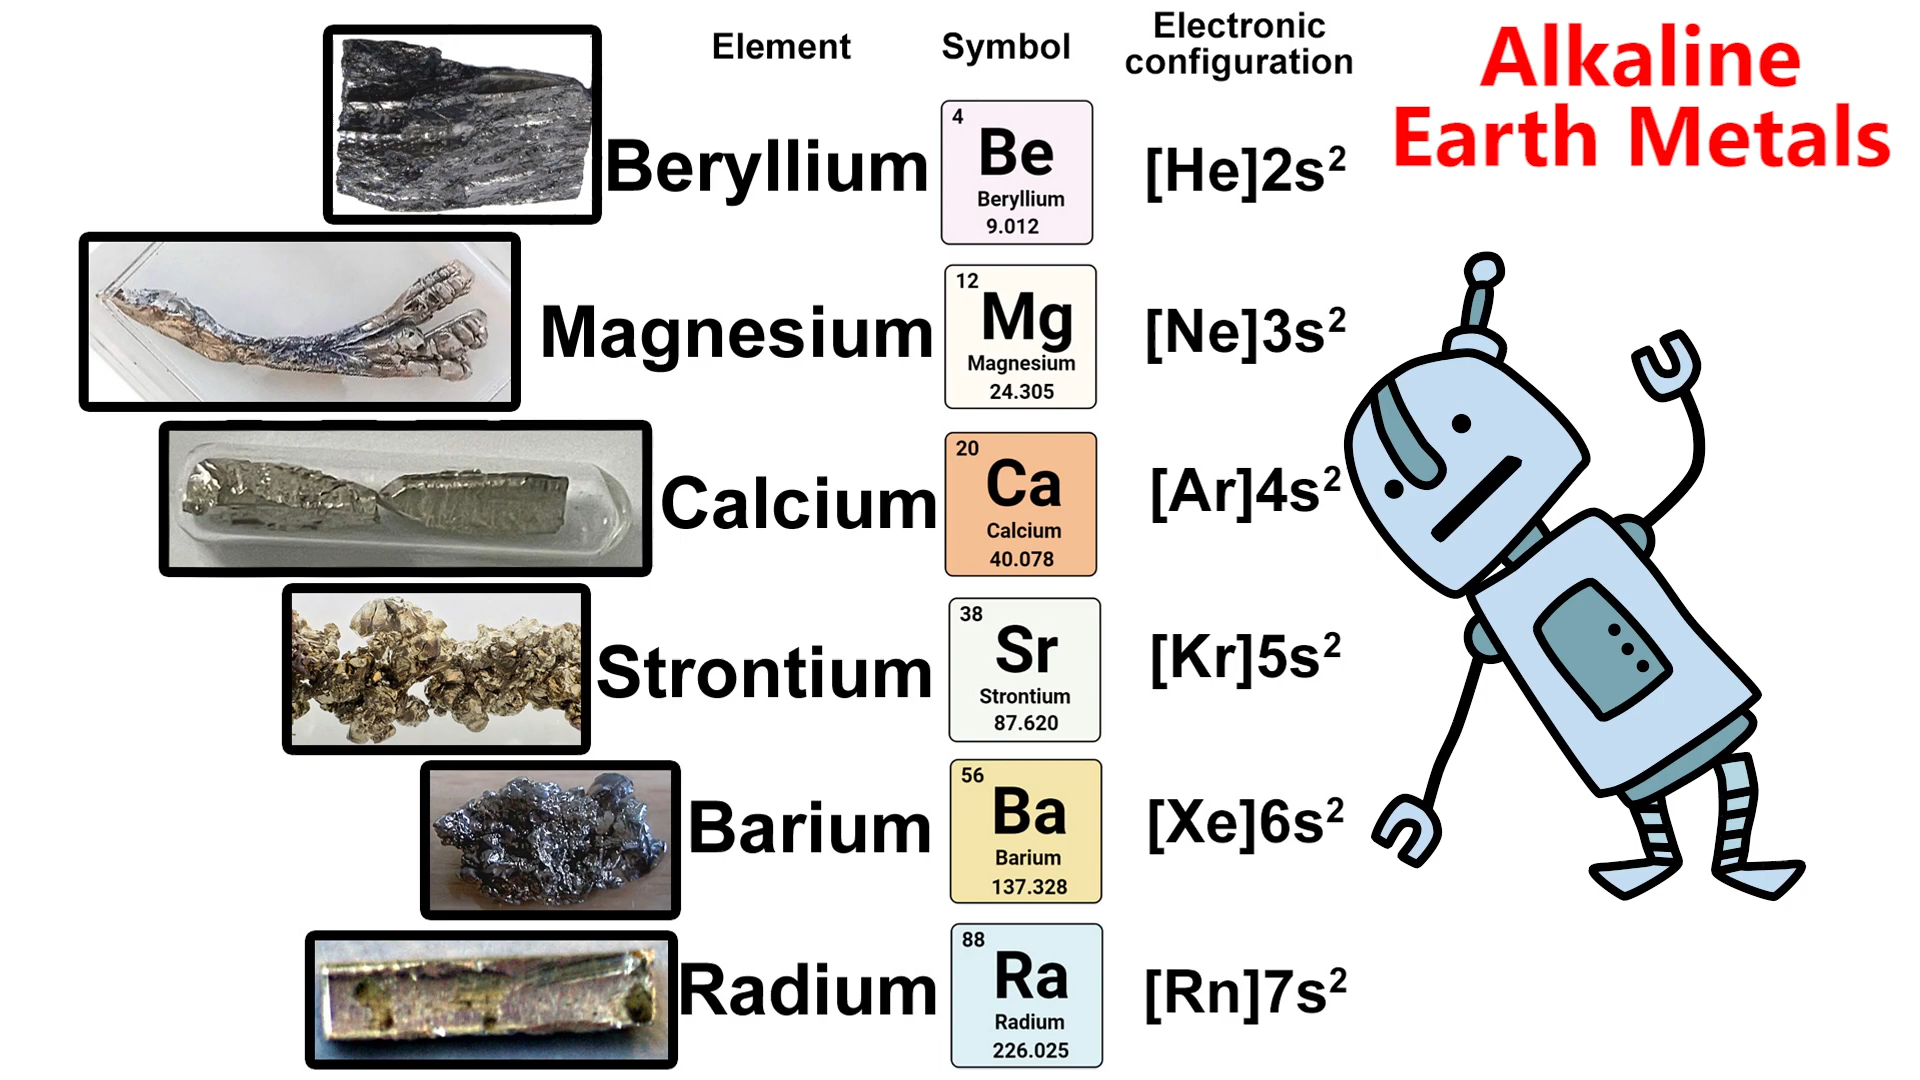 Element Symbol Electronic
configuration
Alkaline
Earth Metals
Beryllium
4
Be
Beryllium
9.012
[He]2s²
Magnesium
12
Mg
Magnesium
24.305
[Ne]3s²
Calcium
20
Ca
Calcium
40.078
[Ar]4s²
Strontium
38
Sr
Strontium
87.620
[Kr]5s²
Barium
56
Ba
Barium
137.328
[Xe]6s²
Radium
88
Ra
Radium
226.025
[Rn]7s²